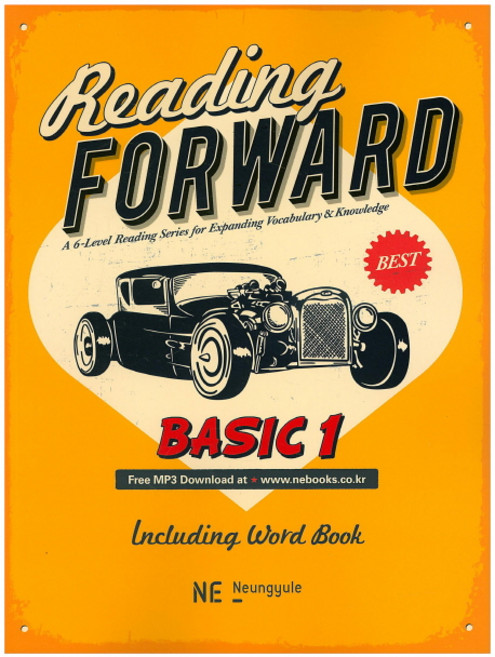 Reading
FORWARD
A 6-Level Reading Series for Expanding Vocabulary & Knowledge
BEST
BASIC 1
Free MP3 Download at ★ www.nebooks.co.kr
Including Word Book
NE Neungyule